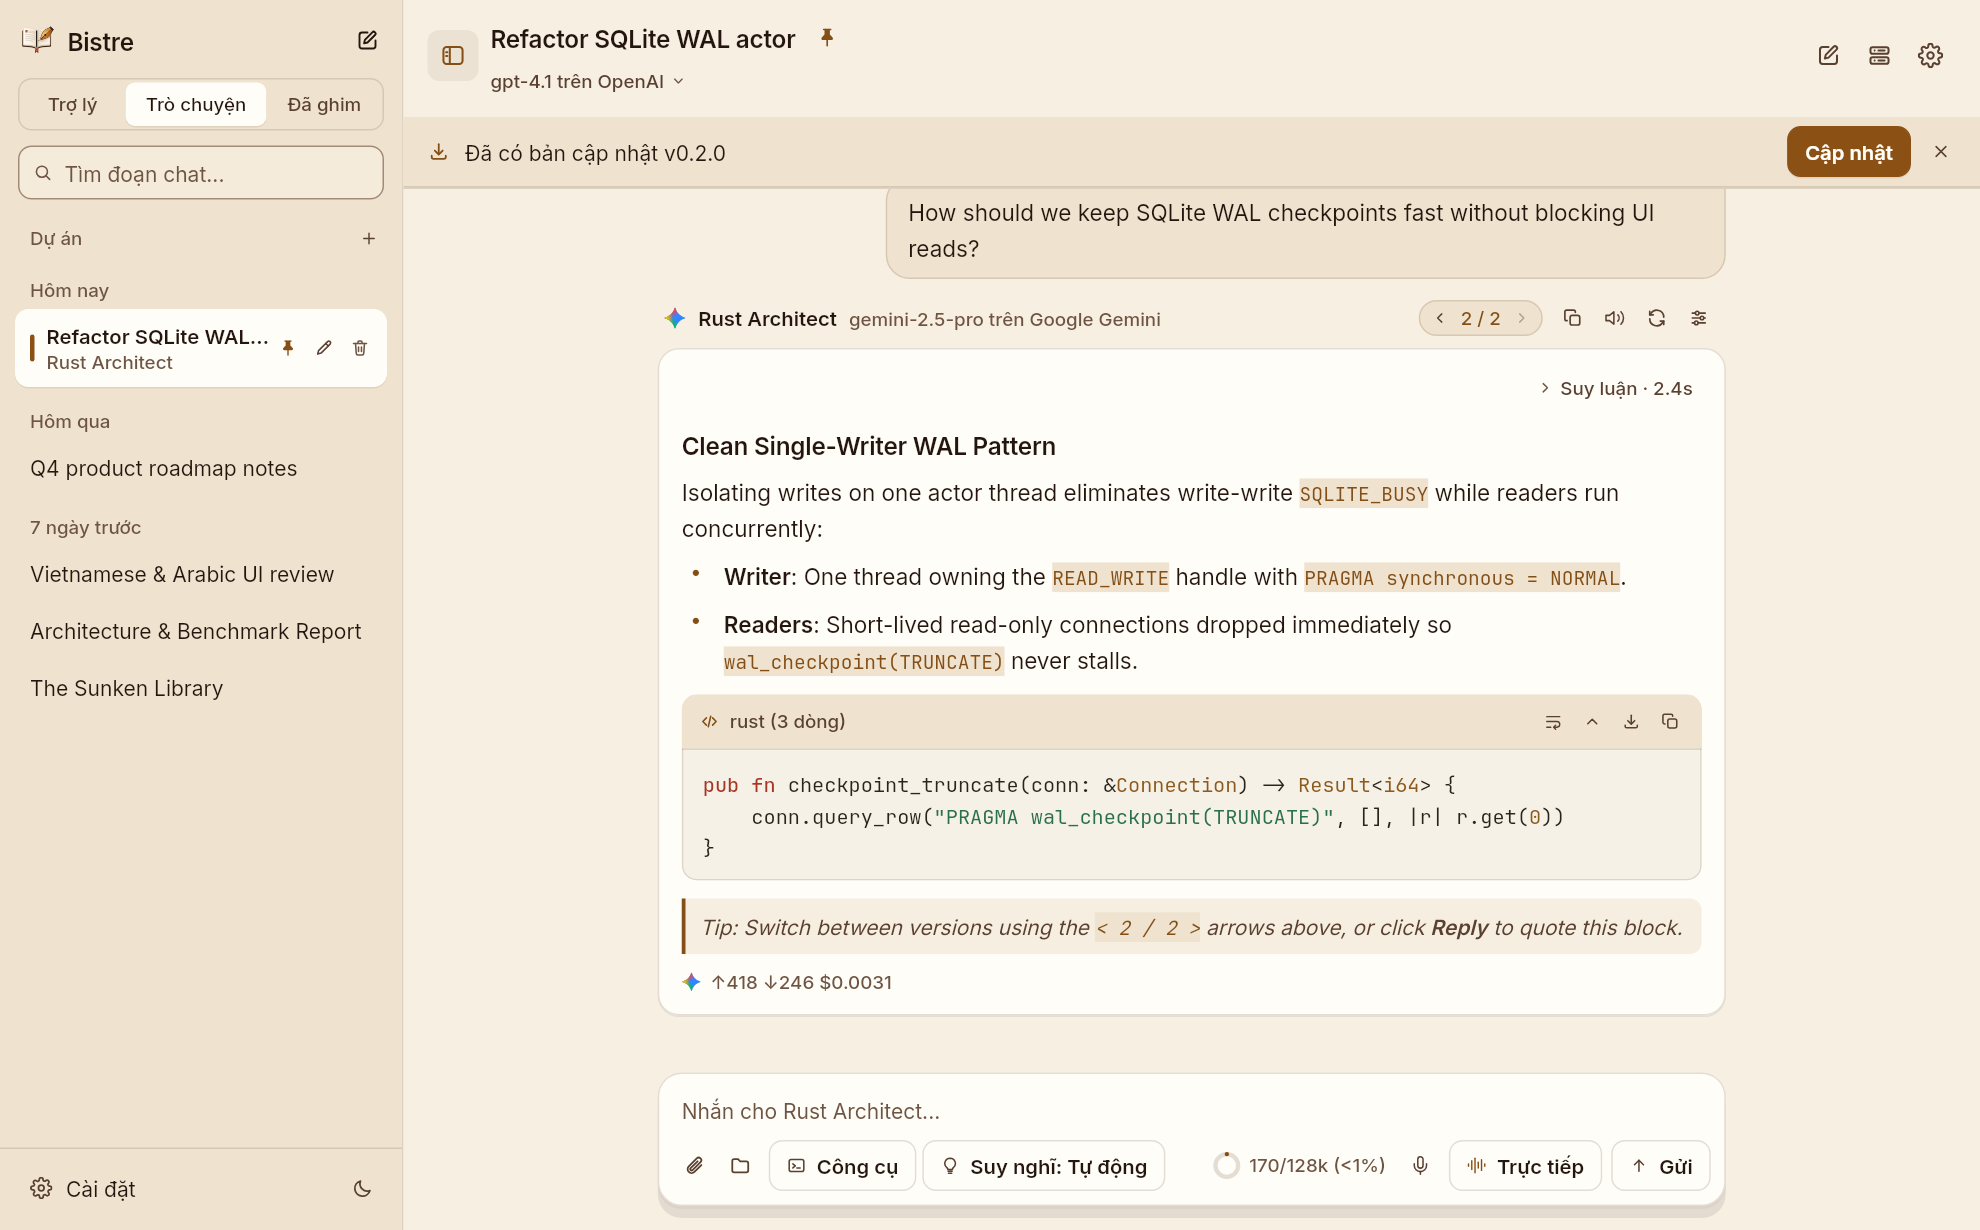 Bistre
Trợ lý
Trò chuyện
Đã ghim
Tìm đoạn chat...
Dự án
Hôm nay
Refactor SQLite WAL...
Rust Architect
Hôm qua
Q4 product roadmap notes
7 ngày trước
Vietnamese & Arabic UI review
Architecture & Benchmark Report
The Sunken Library
Cài đặt
Refactor SQLite WAL actor
gpt-4.1 trên OpenAI
Đã có bản cập nhật v0.2.0
Cập nhật
How should we keep SQLite WAL checkpoints fast without blocking UI
reads?
Rust Architect gemini-2.5-pro trên Google Gemini
2 / 2
Suy luận · 2.4s
Clean Single-Writer WAL Pattern
Isolating writes on one actor thread eliminates write-write SQLITE_BUSY while readers run
concurrently:
• Writer: One thread owning the READ_WRITE handle with PRAGMA synchronous = NORMAL.
• Readers: Short-lived read-only connections dropped immediately so
wal_checkpoint(TRUNCATE) never stalls.
rust (3 dòng)
pub fn checkpoint_truncate(conn: &Connection) -> Result<i64> {
    conn.query_row("PRAGMA wal_checkpoint(TRUNCATE)", [], |r| r.get(0))
}
Tip: Switch between versions using the < 2 / 2 > arrows above, or click Reply to quote this block.
↑418 ↓246 $0.0031
Nhắn cho Rust Architect...
Công cụ
Suy nghĩ: Tự động
170/128k (<1%)
Trực tiếp
Gửi